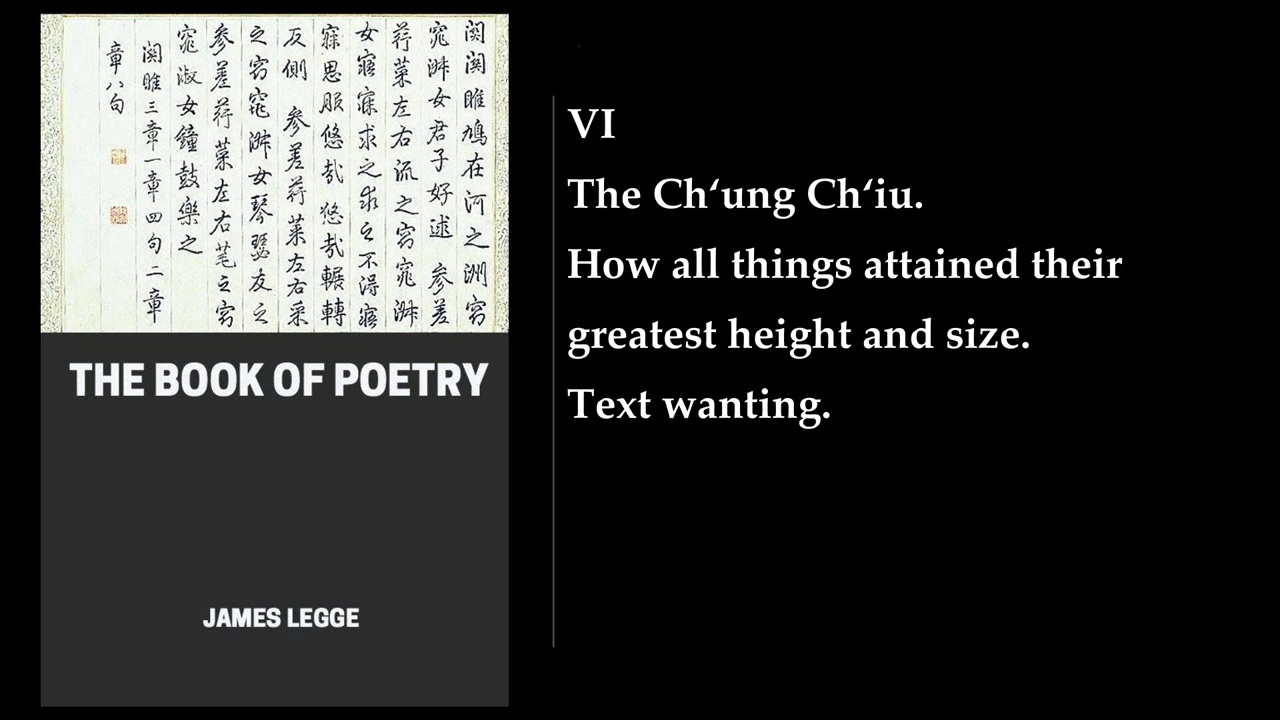 關關雎鳩在河之洲窈
窕淑女君子好逑 參差
荇菜左右流之窈窕淑
女寤寐求之求之不得寤
寐思服悠哉悠哉輾轉
反側 參差荇菜左右采
之窈窕淑女琴瑟友之
參差荇菜左右芼之窈
窕淑女鐘鼓樂之
關雎三章一章四句二章
章八句
THE BOOK OF POETRY
JAMES LEGGE
VI
The Ch‘ung Ch‘iu.
How all things attained their
greatest height and size.
Text wanting.